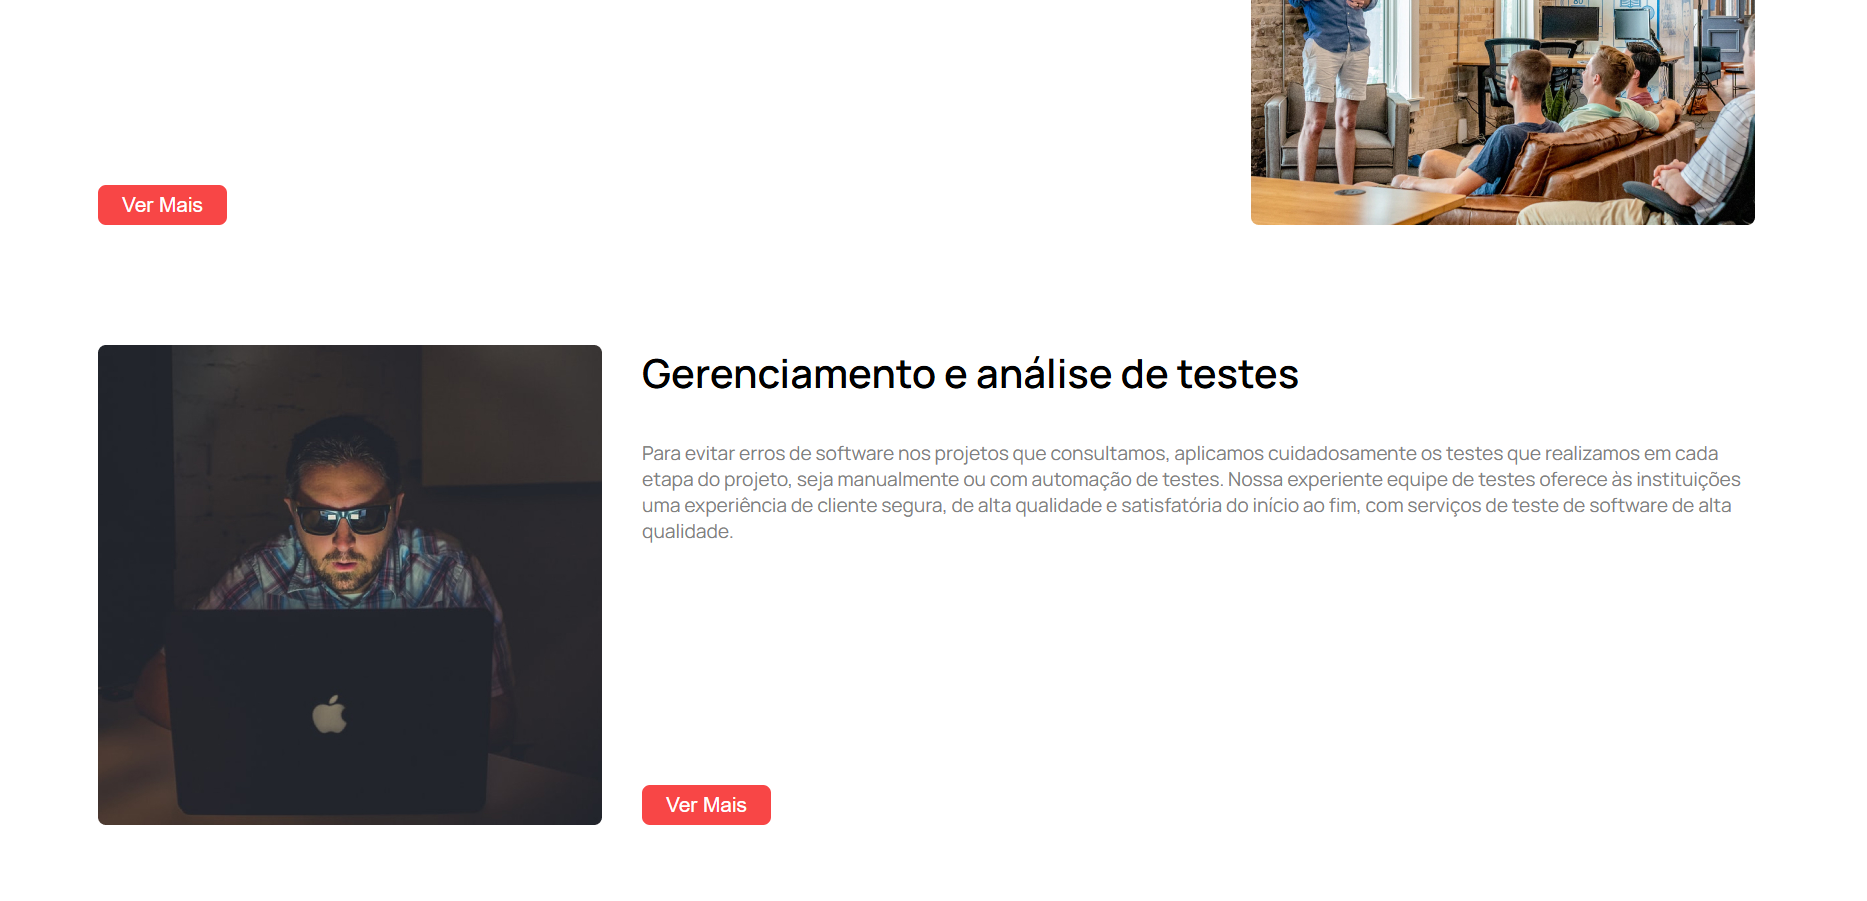 Ver Mais
Gerenciamento e análise de testes
Para evitar erros de software nos projetos que consultamos, aplicamos cuidadosamente os testes que realizamos em cada
etapa do projeto, seja manualmente ou com automação de testes. Nossa experiente equipe de testes oferece às instituições
uma experiência de cliente segura, de alta qualidade e satisfatória do início ao fim, com serviços de teste de software de alta
qualidade.
Ver Mais